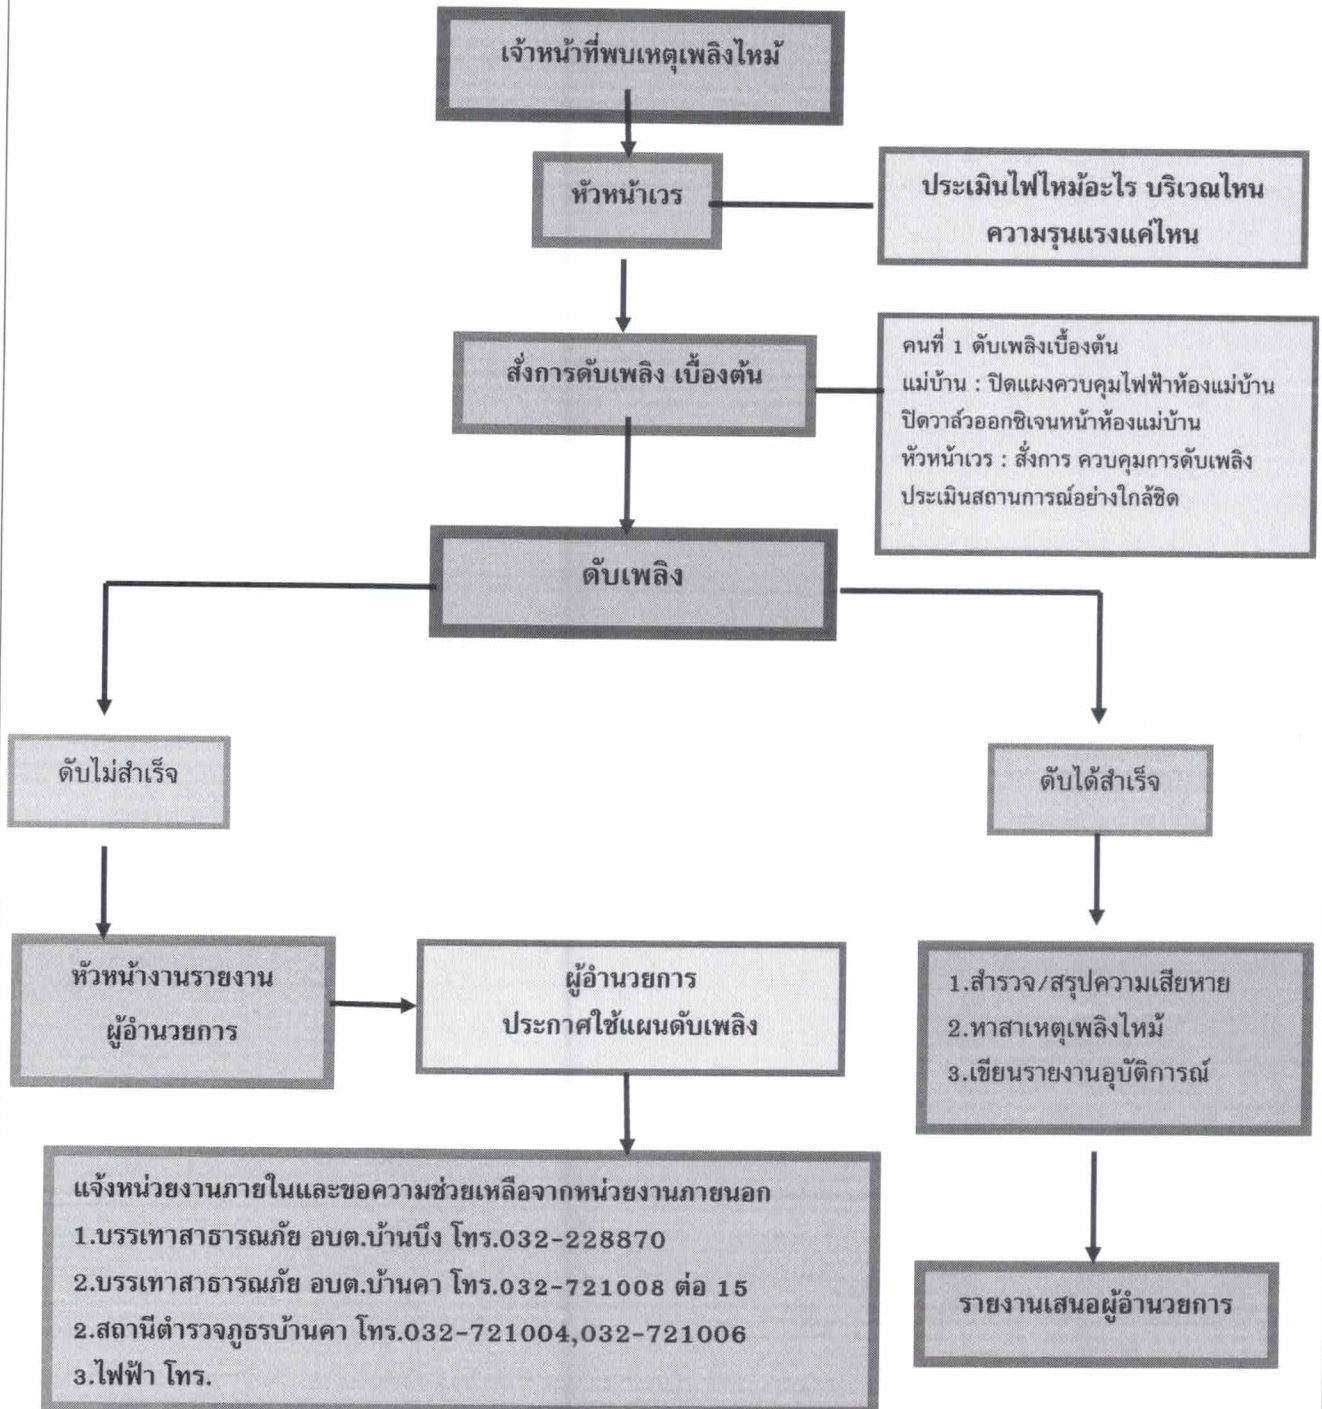 เจ้าหน้าที่พบเหตุเพลิงไหม้
หัวหน้าเวร
ประเมินไฟไหม้อะไร บริเวณไหน
ความรุนแรงแค่ไหน
สั่งการดับเพลิง เบื้องต้น
คนที่ 1 ดับเพลิงเบื้องต้น
แม่บ้าน : ปิดแผงควบคุมไฟฟ้าห้องแม่บ้าน
ปิดวาล์วออกซิเจนหน้าห้องแม่บ้าน
หัวหน้าเวร : สั่งการ ควบคุมการดับเพลิง
ประเมินสถานการณ์อย่างใกล้ชิด
ดับเพลิง
ดับไม่สำเร็จ
ดับได้สำเร็จ
หัวหน้างานรายงาน
ผู้อำนวยการ
ผู้อำนวยการ
ประกาศใช้แผนดับเพลิง
1.สำรวจ/สรุปความเสียหาย
2.หาสาเหตุเพลิงไหม้
3.เขียนรายงานอุบัติการณ์
แจ้งหน่วยงานภายในและขอความช่วยเหลือจากหน่วยงานภายนอก
1.บรรเทาสาธารณภัย อบต.บ้านบึง โทร.032-228870
2.บรรเทาสาธารณภัย อบต.บ้านคา โทร.032-721008 ต่อ 15
2.สถานีตำรวจภูธรบ้านคา โทร.032-721004,032-721006
3.ไฟฟ้า โทร.
รายงานเสนอผู้อำนวยการ